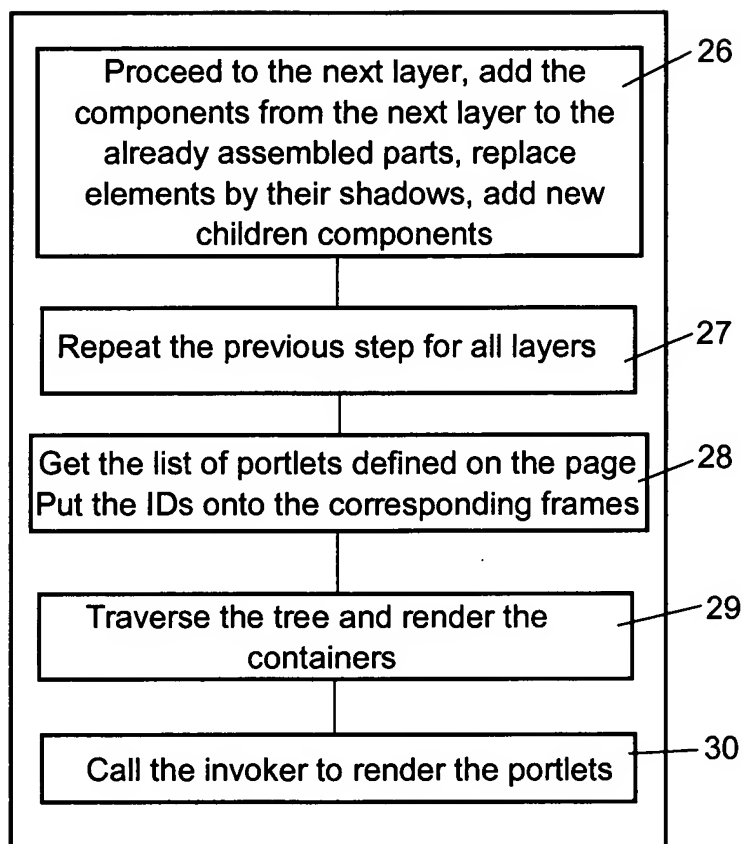 Proceed to the next layer, add the
components from the next layer to the
already assembled parts, replace
elements by their shadows, add new
children components
26
Repeat the previous step for all layers
27
Get the list of portlets defined on the page
Put the IDs onto the corresponding frames
28
Traverse the tree and render the
containers
29
Call the invoker to render the portlets
30